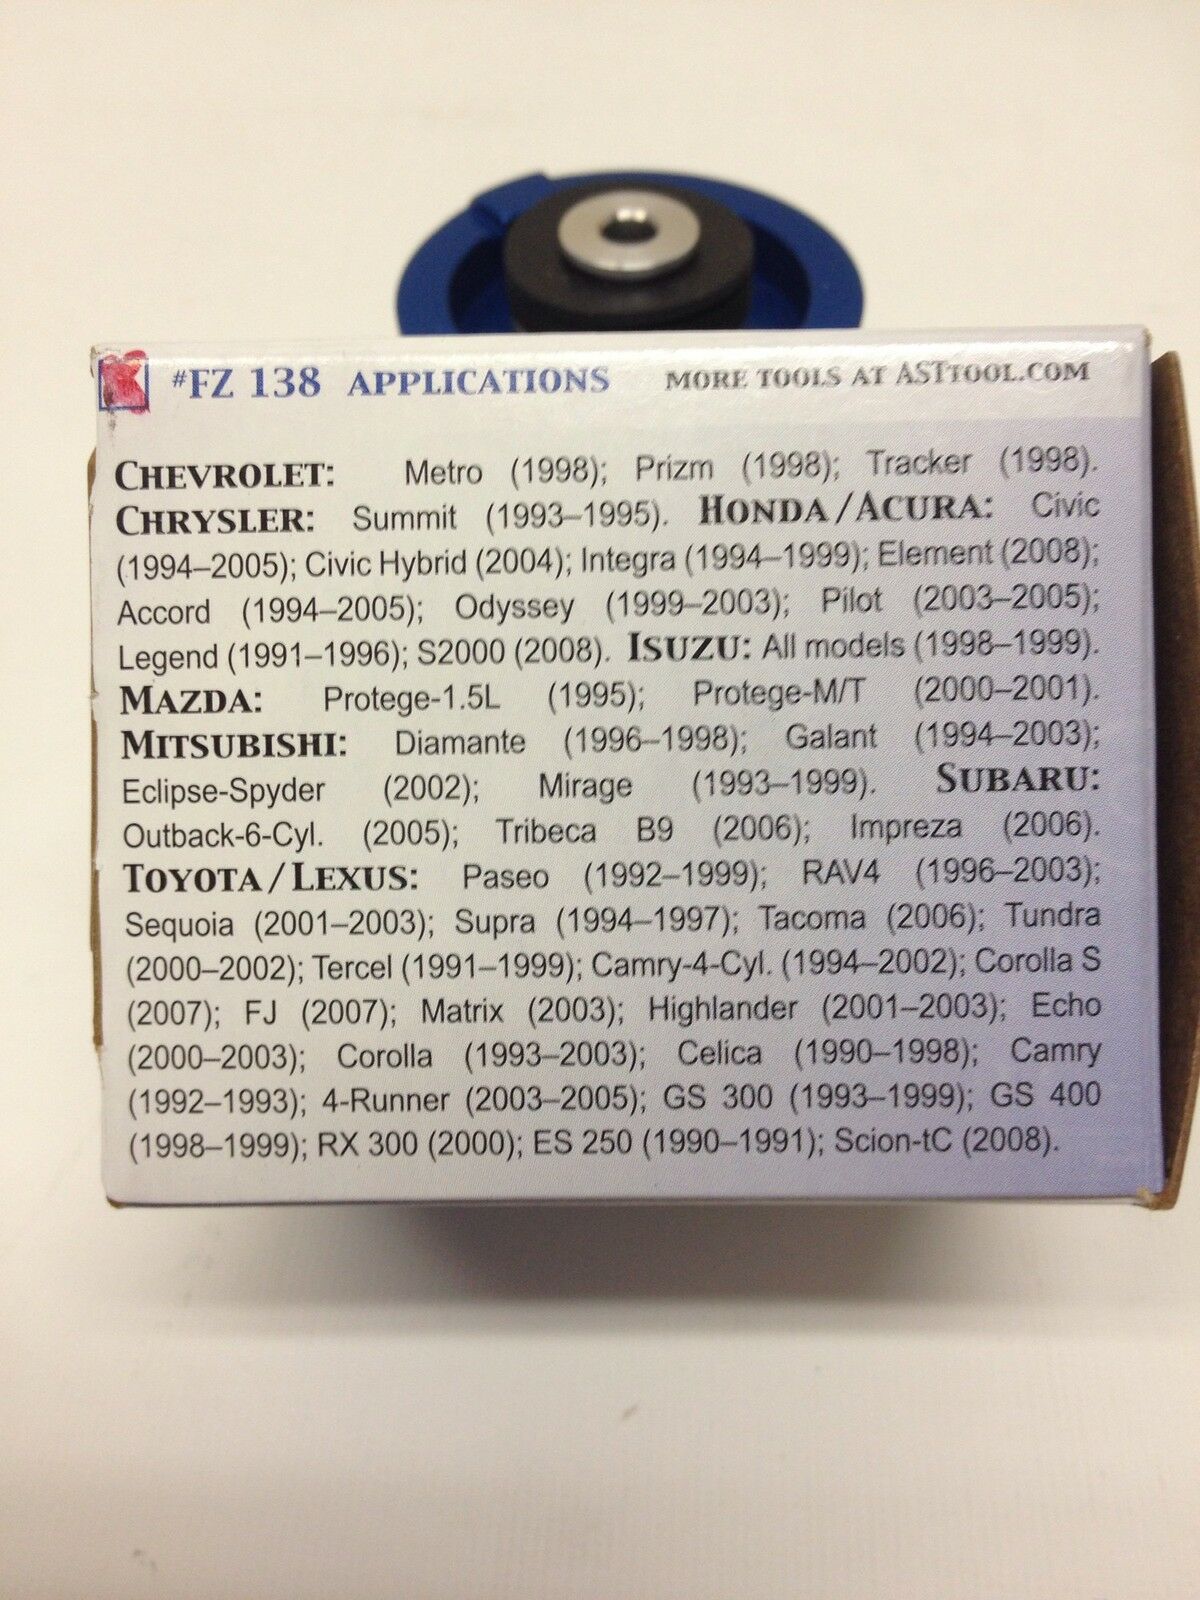 #FZ 138 APPLICATIONS MORE TOOLS AT ASTTOOL.COM
CHEVROLET: Metro (1998); Prizm (1998); Tracker (1998).
CHRYSLER: Summit (1993–1995). HONDA/ACURA: Civic
(1994–2005); Civic Hybrid (2004); Integra (1994–1999); Element (2008);
Accord (1994–2005); Odyssey (1999–2003); Pilot (2003–2005);
Legend (1991–1996); S2000 (2008). ISUZU: All models (1998–1999).
MAZDA: Protege-1.5L (1995); Protege-M/T (2000–2001).
MITSUBISHI: Diamante (1996–1998); Galant (1994–2003);
Eclipse-Spyder (2002); Mirage (1993–1999). SUBARU:
Outback-6-Cyl. (2005); Tribeca B9 (2006); Impreza (2006).
TOYOTA/LEXUS: Paseo (1992–1999); RAV4 (1996–2003);
Sequoia (2001–2003); Supra (1994–1997); Tacoma (2006); Tundra
(2000–2002); Tercel (1991–1999); Camry-4-Cyl. (1994–2002); Corolla S
(2007); FJ (2007); Matrix (2003); Highlander (2001–2003); Echo
(2000–2003); Corolla (1993–2003); Celica (1990–1998); Camry
(1992–1993); 4-Runner (2003–2005); GS 300 (1993–1999); GS 400
(1998–1999); RX 300 (2000); ES 250 (1990–1991); Scion-tC (2008).